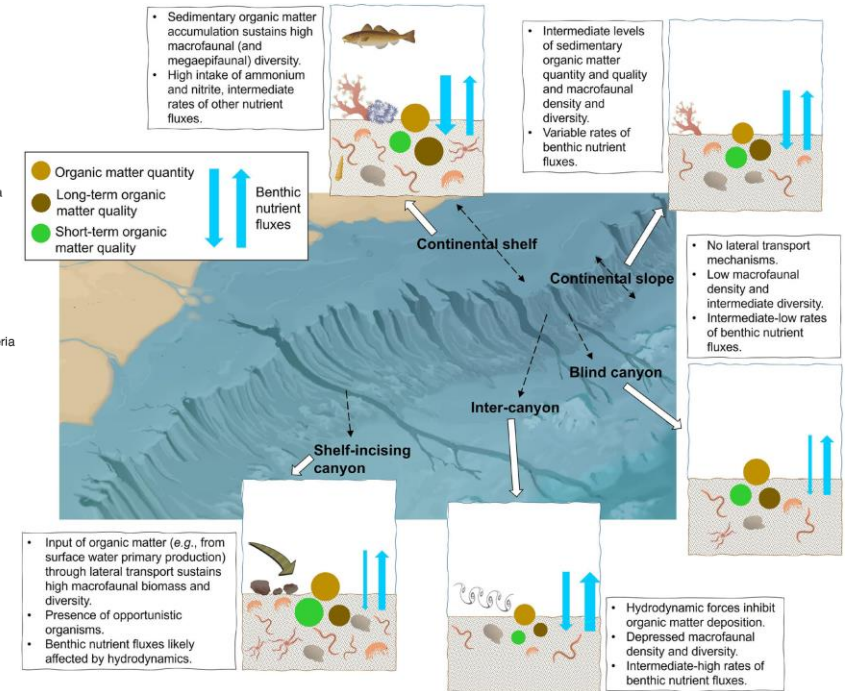 • Sedimentary organic matter
accumulation sustains high
macrofaunal (and
megaepifaunal) diversity.
• High intake of ammonium
and nitrite, intermediate
rates of other nutrient
fluxes.
• Intermediate levels
of sedimentary
organic matter
quantity and quality
and macrofaunal
density and
diversity.
• Variable rates of
benthic nutrient
fluxes.
Organic matter quantity
Long-term organic
matter quality
Short-term organic
matter quality
Benthic
nutrient
fluxes
a
Continental shelf
Continental slope
• No lateral transport
mechanisms.
• Low macrofaunal
density and
intermediate diversity.
• Intermediate-low rates
of benthic nutrient
fluxes.
eria
Blind canyon
Inter-canyon
Shelf-incising
canyon
• Input of organic matter (e.g., from
surface water primary production)
through lateral transport sustains
high macrofaunal biomass and
diversity.
• Presence of opportunistic
organisms.
• Benthic nutrient fluxes likely
affected by hydrodynamics.
• Hydrodynamic forces inhibit
organic matter deposition.
• Depressed macrofaunal
density and diversity.
• Intermediate-high rates of
benthic nutrient fluxes.